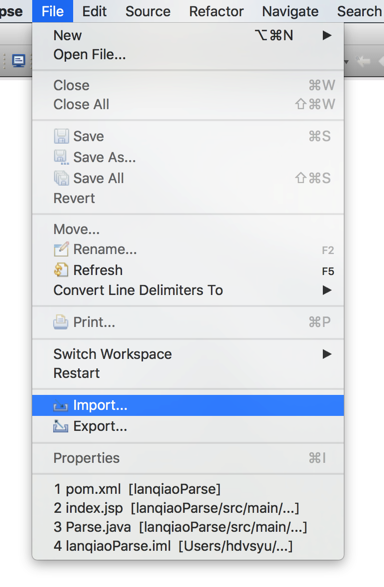 pse File Edit Source Refactor Navigate Search
New ⌥⌘N ▶
Open File...
Close ⌘W
Close All ⇧⌘W
Save ⌘S
Save As...
Save All ⇧⌘S
Revert
Move...
Rename... F2
Refresh F5
Convert Line Delimiters To ▶
Print... ⌘P
Switch Workspace ▶
Restart
Import...
Export...
Properties ⌘I
1 pom.xml [lanqiaoParse]
2 index.jsp [lanqiaoParse/src/main/...]
3 Parse.java [lanqiaoParse/src/main/...]
4 lanqiaoParse.iml [Users/hdvsyu/...]